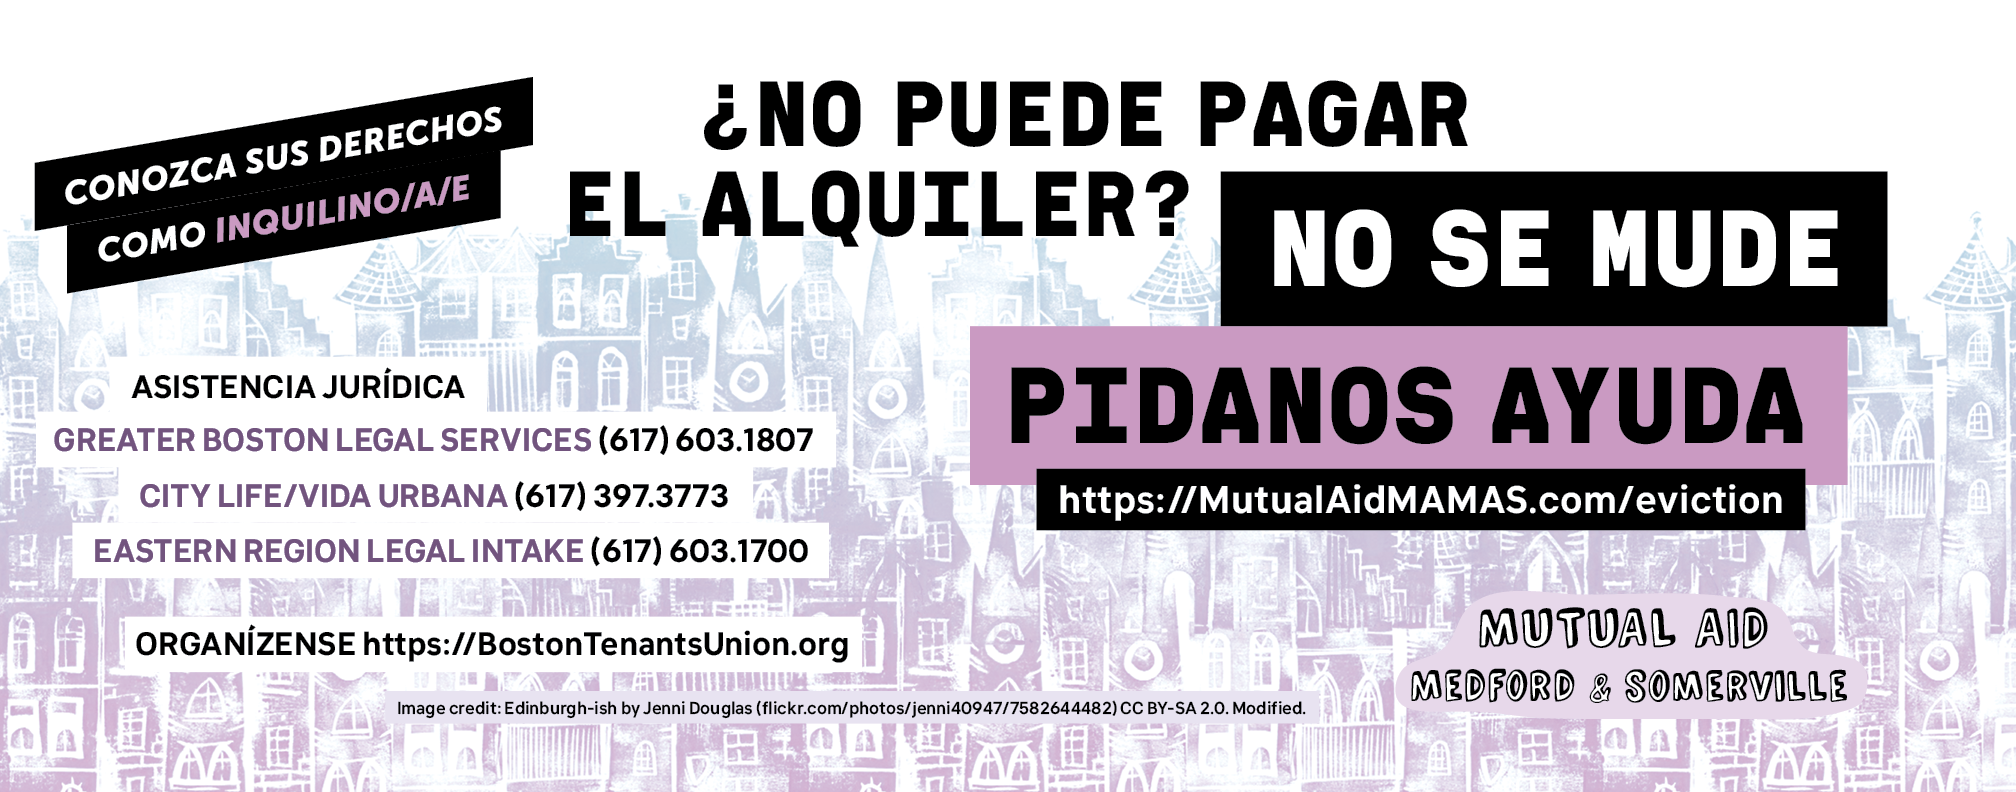 CONOZCA SUS DERECHOS
COMO INQUILINO/A/E
¿NO PUEDE PAGAR
EL ALQUILER?
NO SE MUDE
PIDANOS AYUDA
https://MutualAidMAMAS.com/eviction
ASISTENCIA JURÍDICA
GREATER BOSTON LEGAL SERVICES (617) 603.1807
CITY LIFE/VIDA URBANA (617) 397.3773
EASTERN REGION LEGAL INTAKE (617) 603.1700
ORGANÍZENSE https://BostonTenantsUnion.org
MUTUAL AID
MEDFORD & SOMERVILLE
Image credit: Edinburgh-ish by Jenni Douglas (flickr.com/photos/jenni40947/7582644482) CC BY-SA 2.0. Modified.